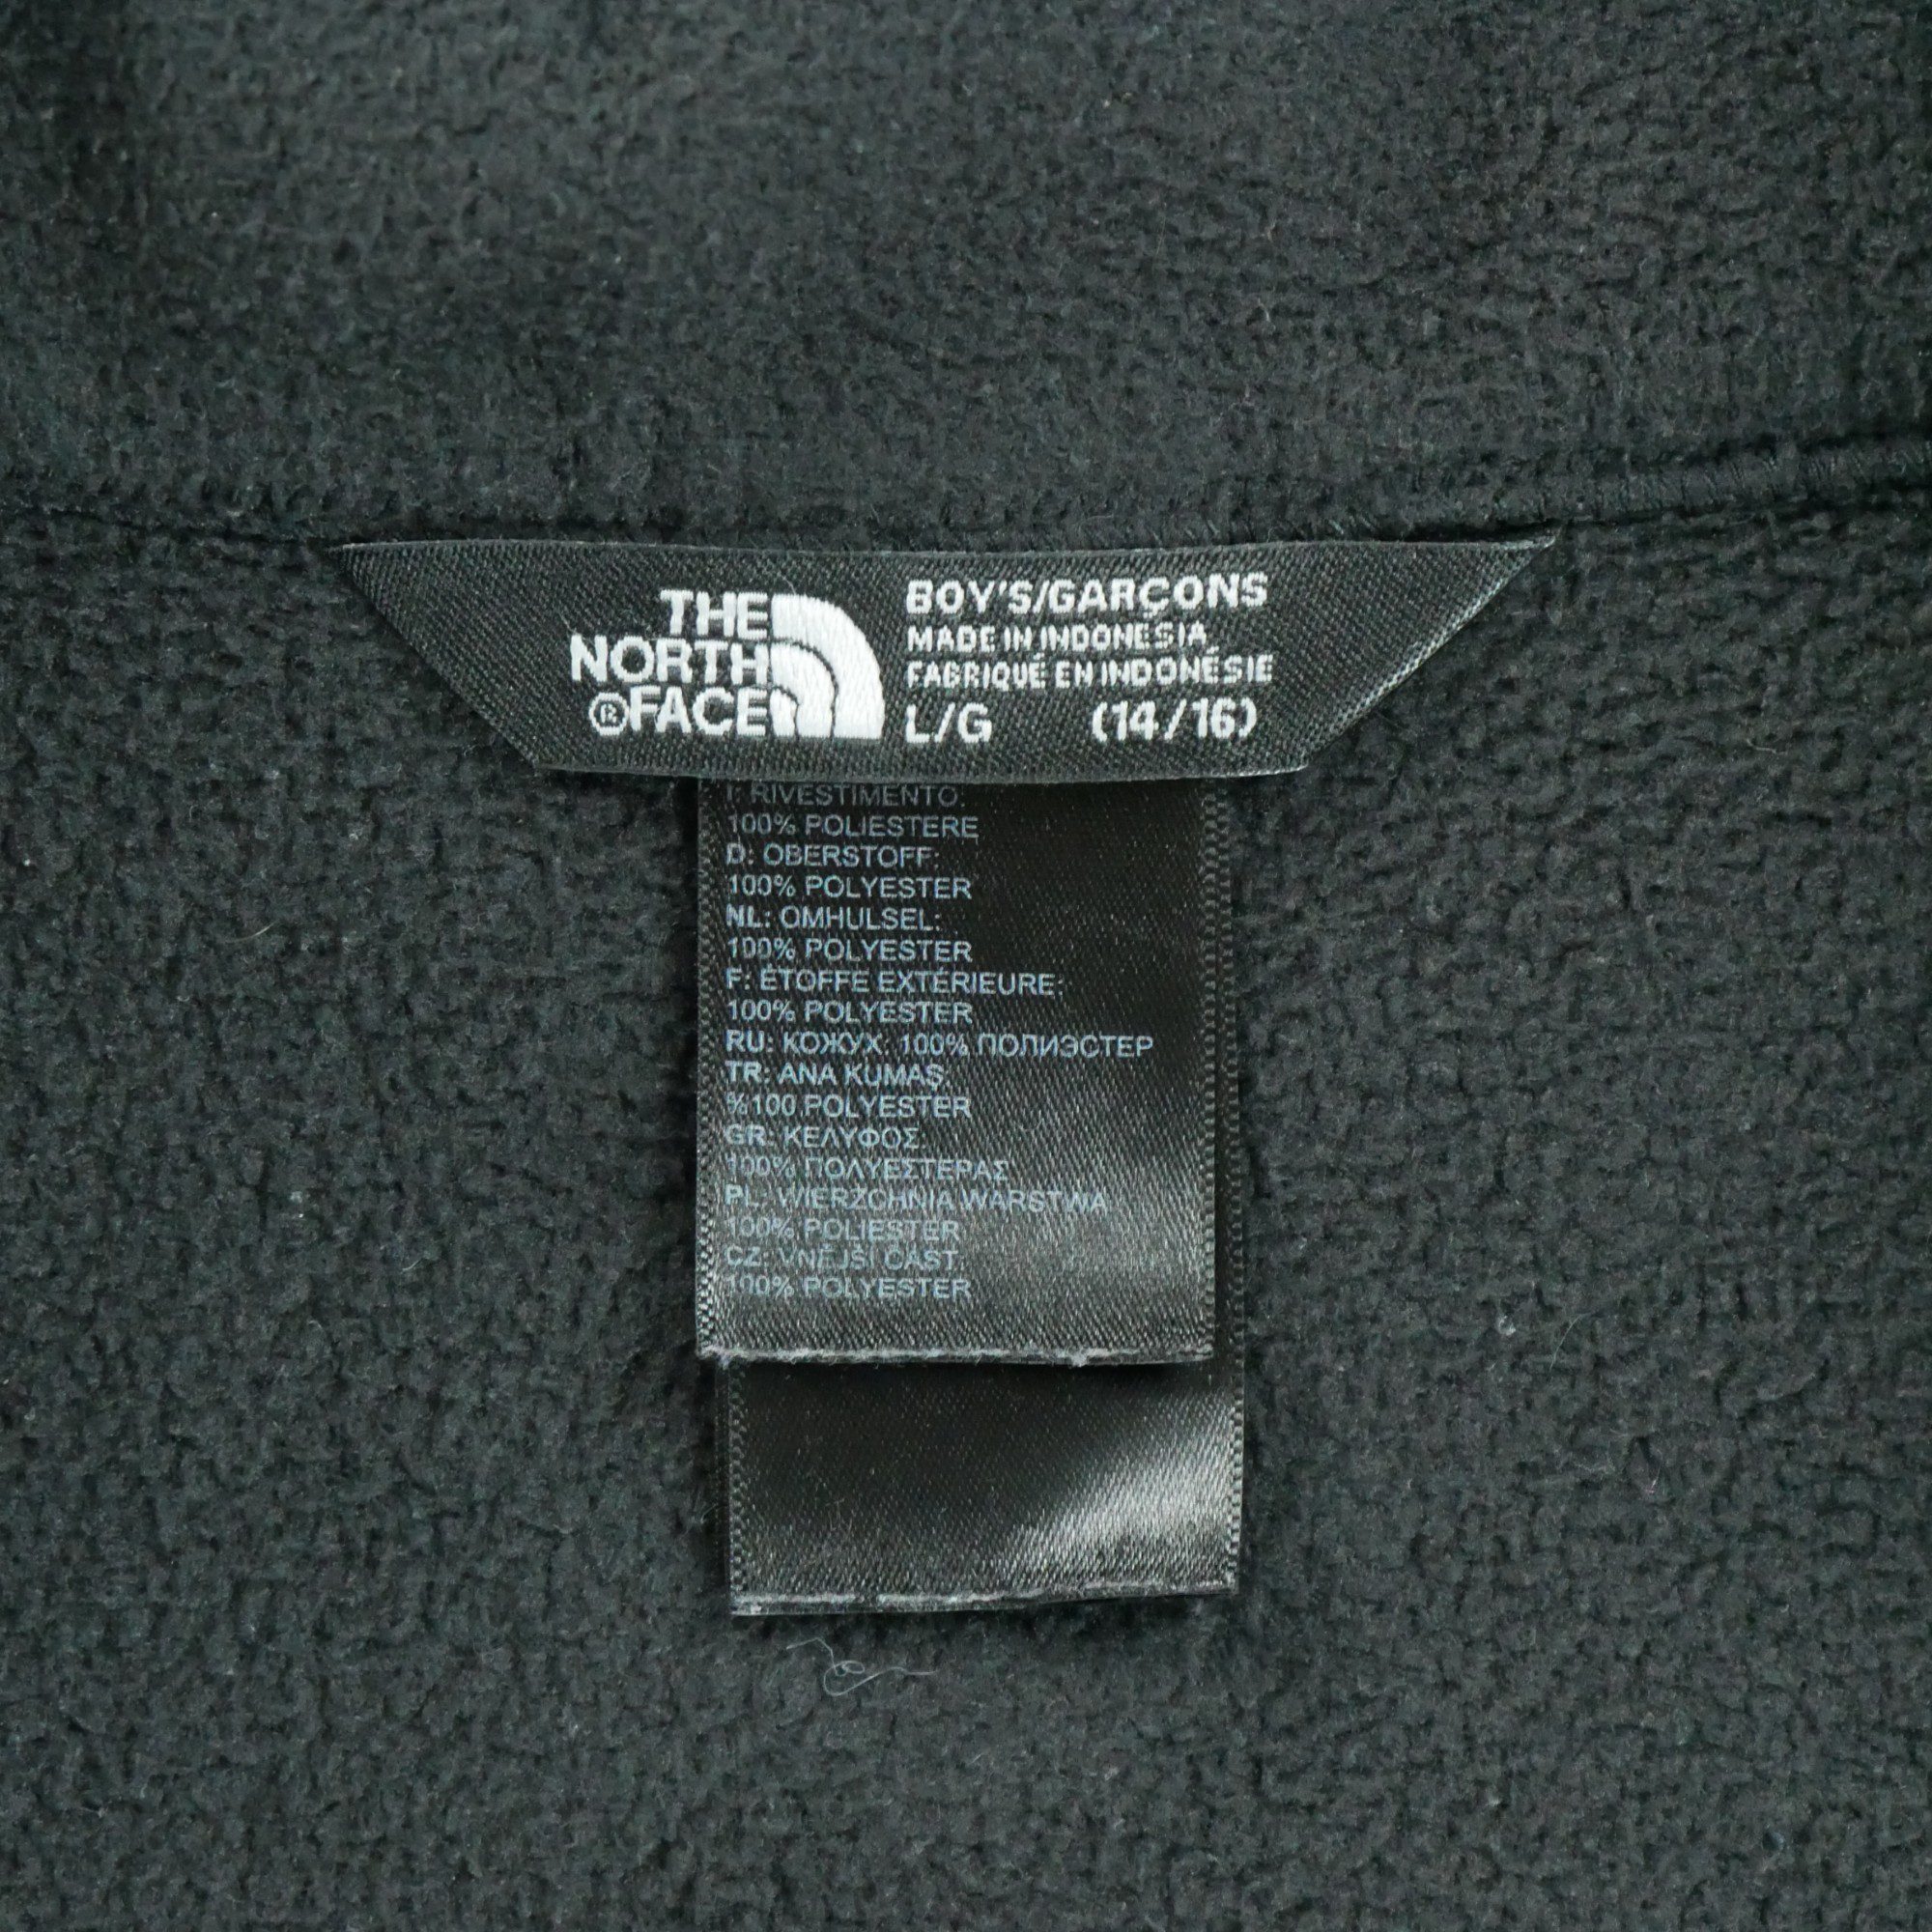 THE
NORTH
®FACE
BOY'S/GARÇONS
MADE IN INDONESIA
FABRIQUÉ EN INDONÉSIE
L/G (14/16)
I: RIVESTIMENTO:
100% POLIESTERE
D: OBERSTOFF:
100% POLYESTER
NL: OMHULSEL:
100% POLYESTER
F: ÉTOFFE EXTÉRIEURE:
100% POLYESTER
RU: КОЖУХ: 100% ПОЛИЭСТЕР
TR: ANA KUMAŞ:
%100 POLYESTER
GR: ΚΕΛΥΦΟΣ:
100% ΠΟΛΥΕΣΤΕΡΑΣ
PL: WIERZCHNIA WARSTWA:
100% POLIESTER
CZ: VNĚJŠÍ ČÁST:
100% POLYESTER